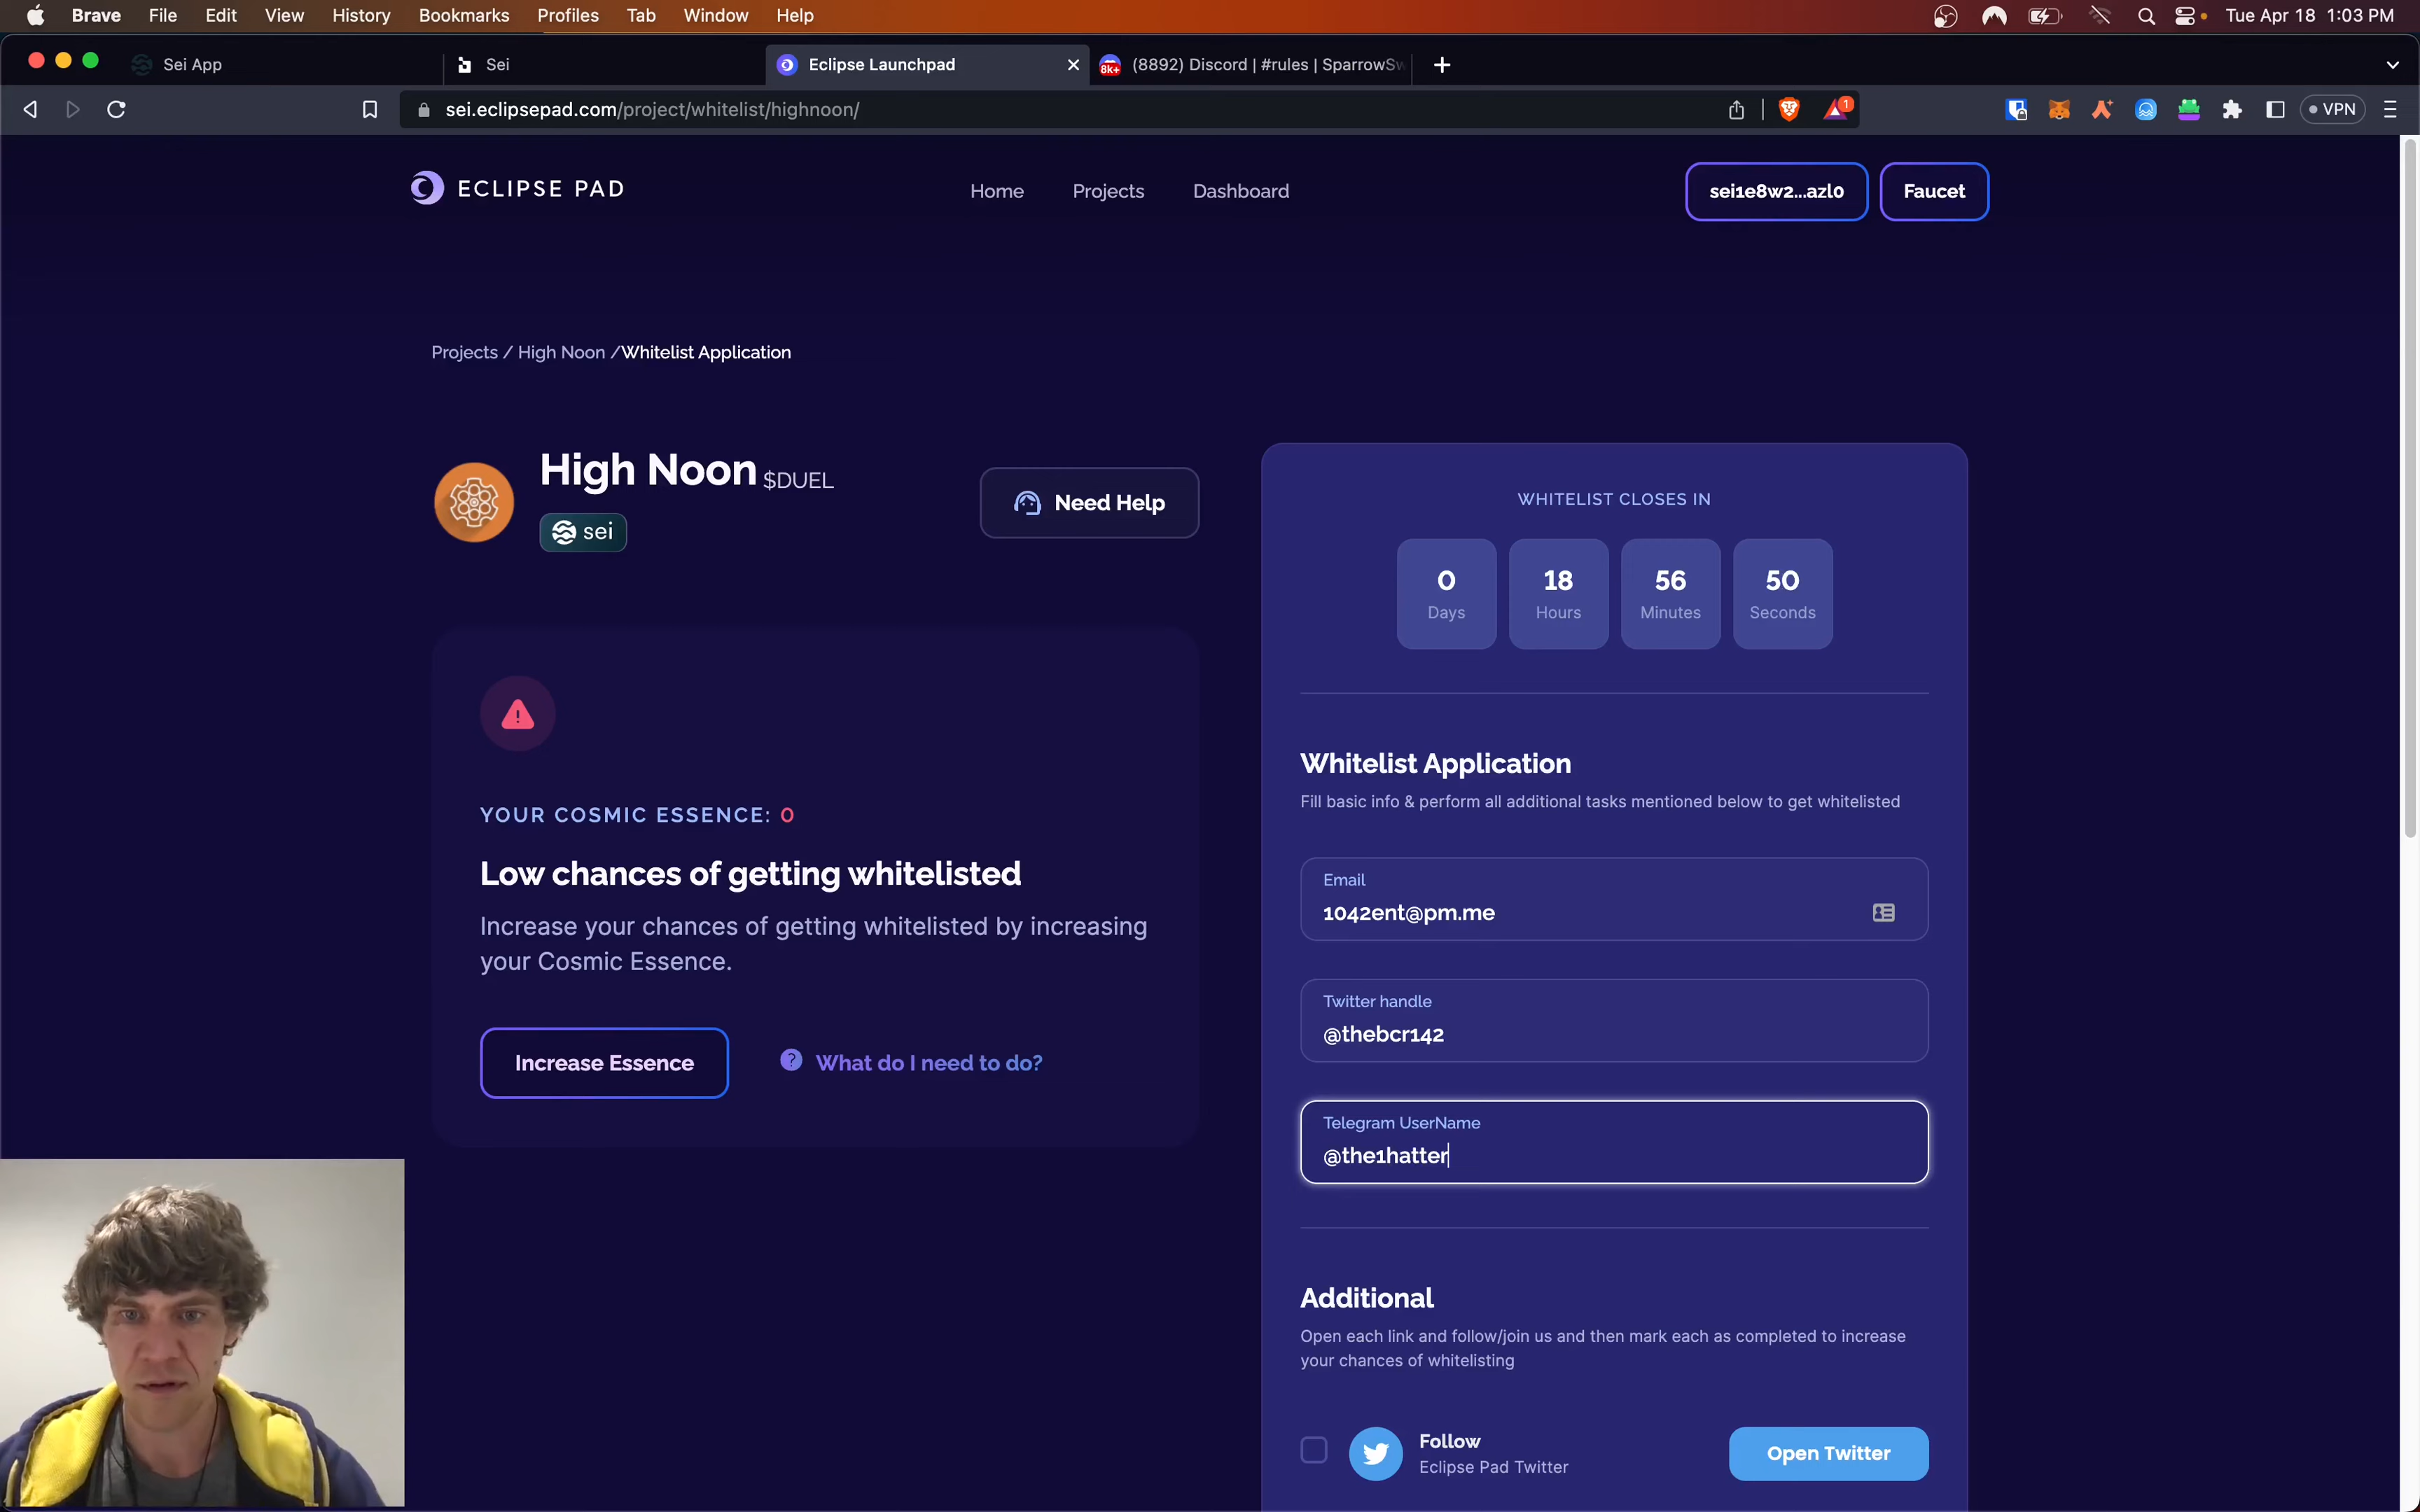 Brave File Edit View History Bookmarks Profiles Tab Window Help Tue Apr 18 1:03 PM
Sei App Sei Eclipse Launchpad 8k+ (8892) Discord | #rules | SparrowSw
sei.eclipsepad.com/project/whitelist/highnoon/ 1 VPN
ECLIPSE PAD Home Projects Dashboard sei1e8w2...azl0 Faucet
Projects / High Noon /Whitelist Application
High Noon $DUEL
sei
Need Help
YOUR COSMIC ESSENCE: 0
Low chances of getting whitelisted
Increase your chances of getting whitelisted by increasing
your Cosmic Essence.
Increase Essence What do I need to do?
WHITELIST CLOSES IN
0 18 56 50
Days Hours Minutes Seconds
Whitelist Application
Fill basic info & perform all additional tasks mentioned below to get whitelisted
Email
1042ent@pm.me
Twitter handle
@thebcr142
Telegram UserName
@the1hatter
Additional
Open each link and follow/join us and then mark each as completed to increase
your chances of whitelisting
Follow
Eclipse Pad Twitter
Open Twitter